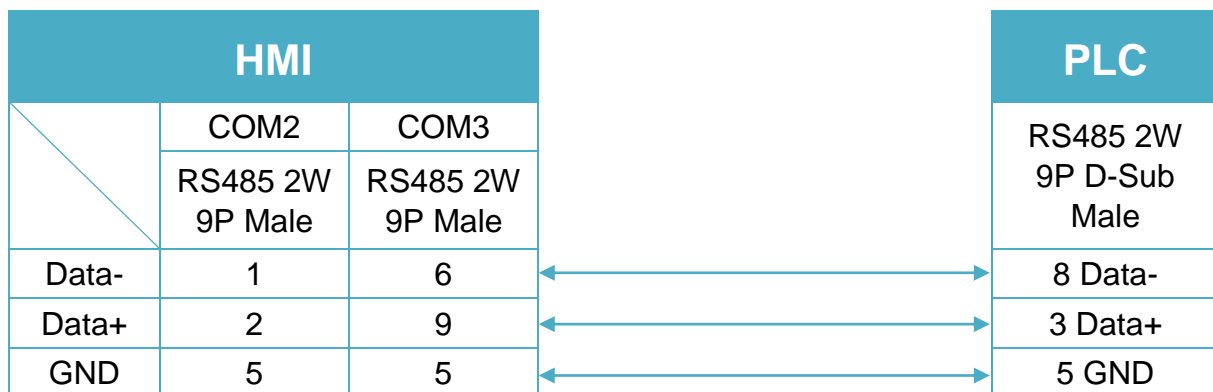 HMI
PLC
COM2 COM3
RS485 2W
9P D-Sub
Male
RS485 2W RS485 2W
9P Male 9P Male
Data- 1 6 8 Data-
Data+ 2 9 3 Data+
GND 5 5 5 GND